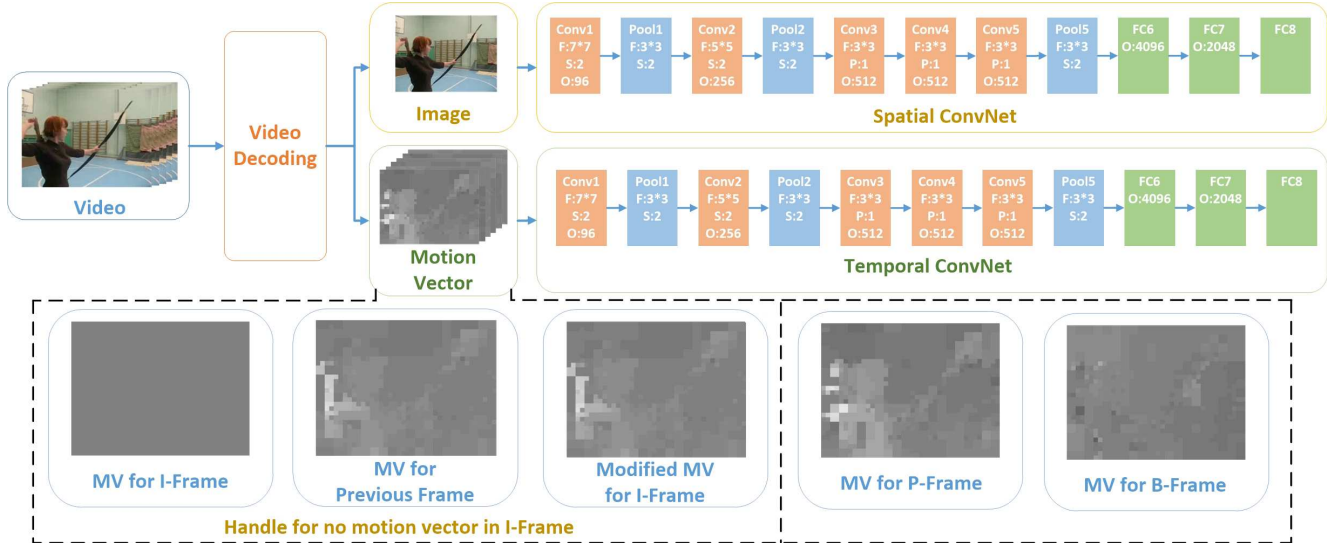 Video
Video
Decoding
Image
Conv1
F:7*7
S:2
O:96
Pool1
F:3*3
S:2
Conv2
F:5*5
S:2
O:256
Pool2
F:3*3
S:2
Conv3
F:3*3
P:1
O:512
Conv4
F:3*3
P:1
O:512
Conv5
F:3*3
P:1
O:512
Pool5
F:3*3
S:2
FC6
O:4096
FC7
O:2048
FC8
Spatial ConvNet
Motion
Vector
Conv1
F:7*7
S:2
O:96
Pool1
F:3*3
S:2
Conv2
F:5*5
S:2
O:256
Pool2
F:3*3
S:2
Conv3
F:3*3
P:1
O:512
Conv4
F:3*3
P:1
O:512
Conv5
F:3*3
P:1
O:512
Pool5
F:3*3
S:2
FC6
O:4096
FC7
O:2048
FC8
Temporal ConvNet
MV for I-Frame
MV for
Previous Frame
Modified MV
for I-Frame
MV for P-Frame
MV for B-Frame
Handle for no motion vector in I-Frame